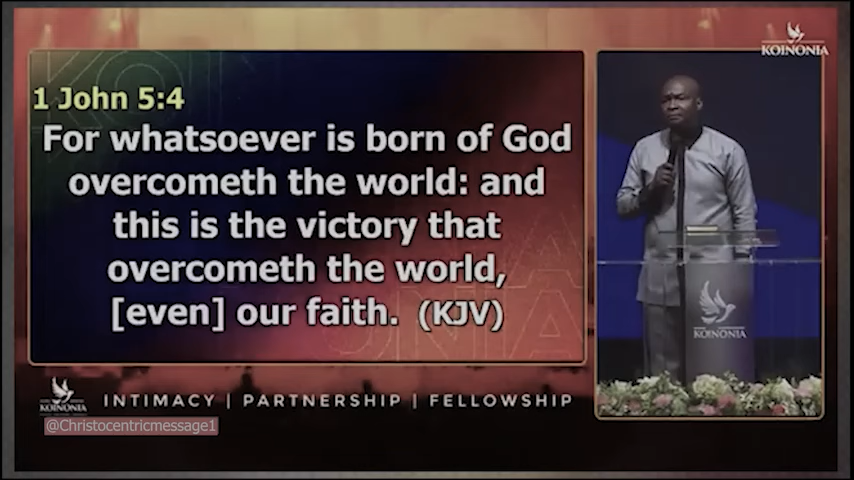 KOINONIA
1 John 5:4
For whatsoever is born of God
overcometh the world: and
this is the victory that
overcometh the world,
[even] our faith. (KJV)
KOINONIA
KOINONIA
INTIMACY | PARTNERSHIP | FELLOWSHIP
@Christocentricmessage1